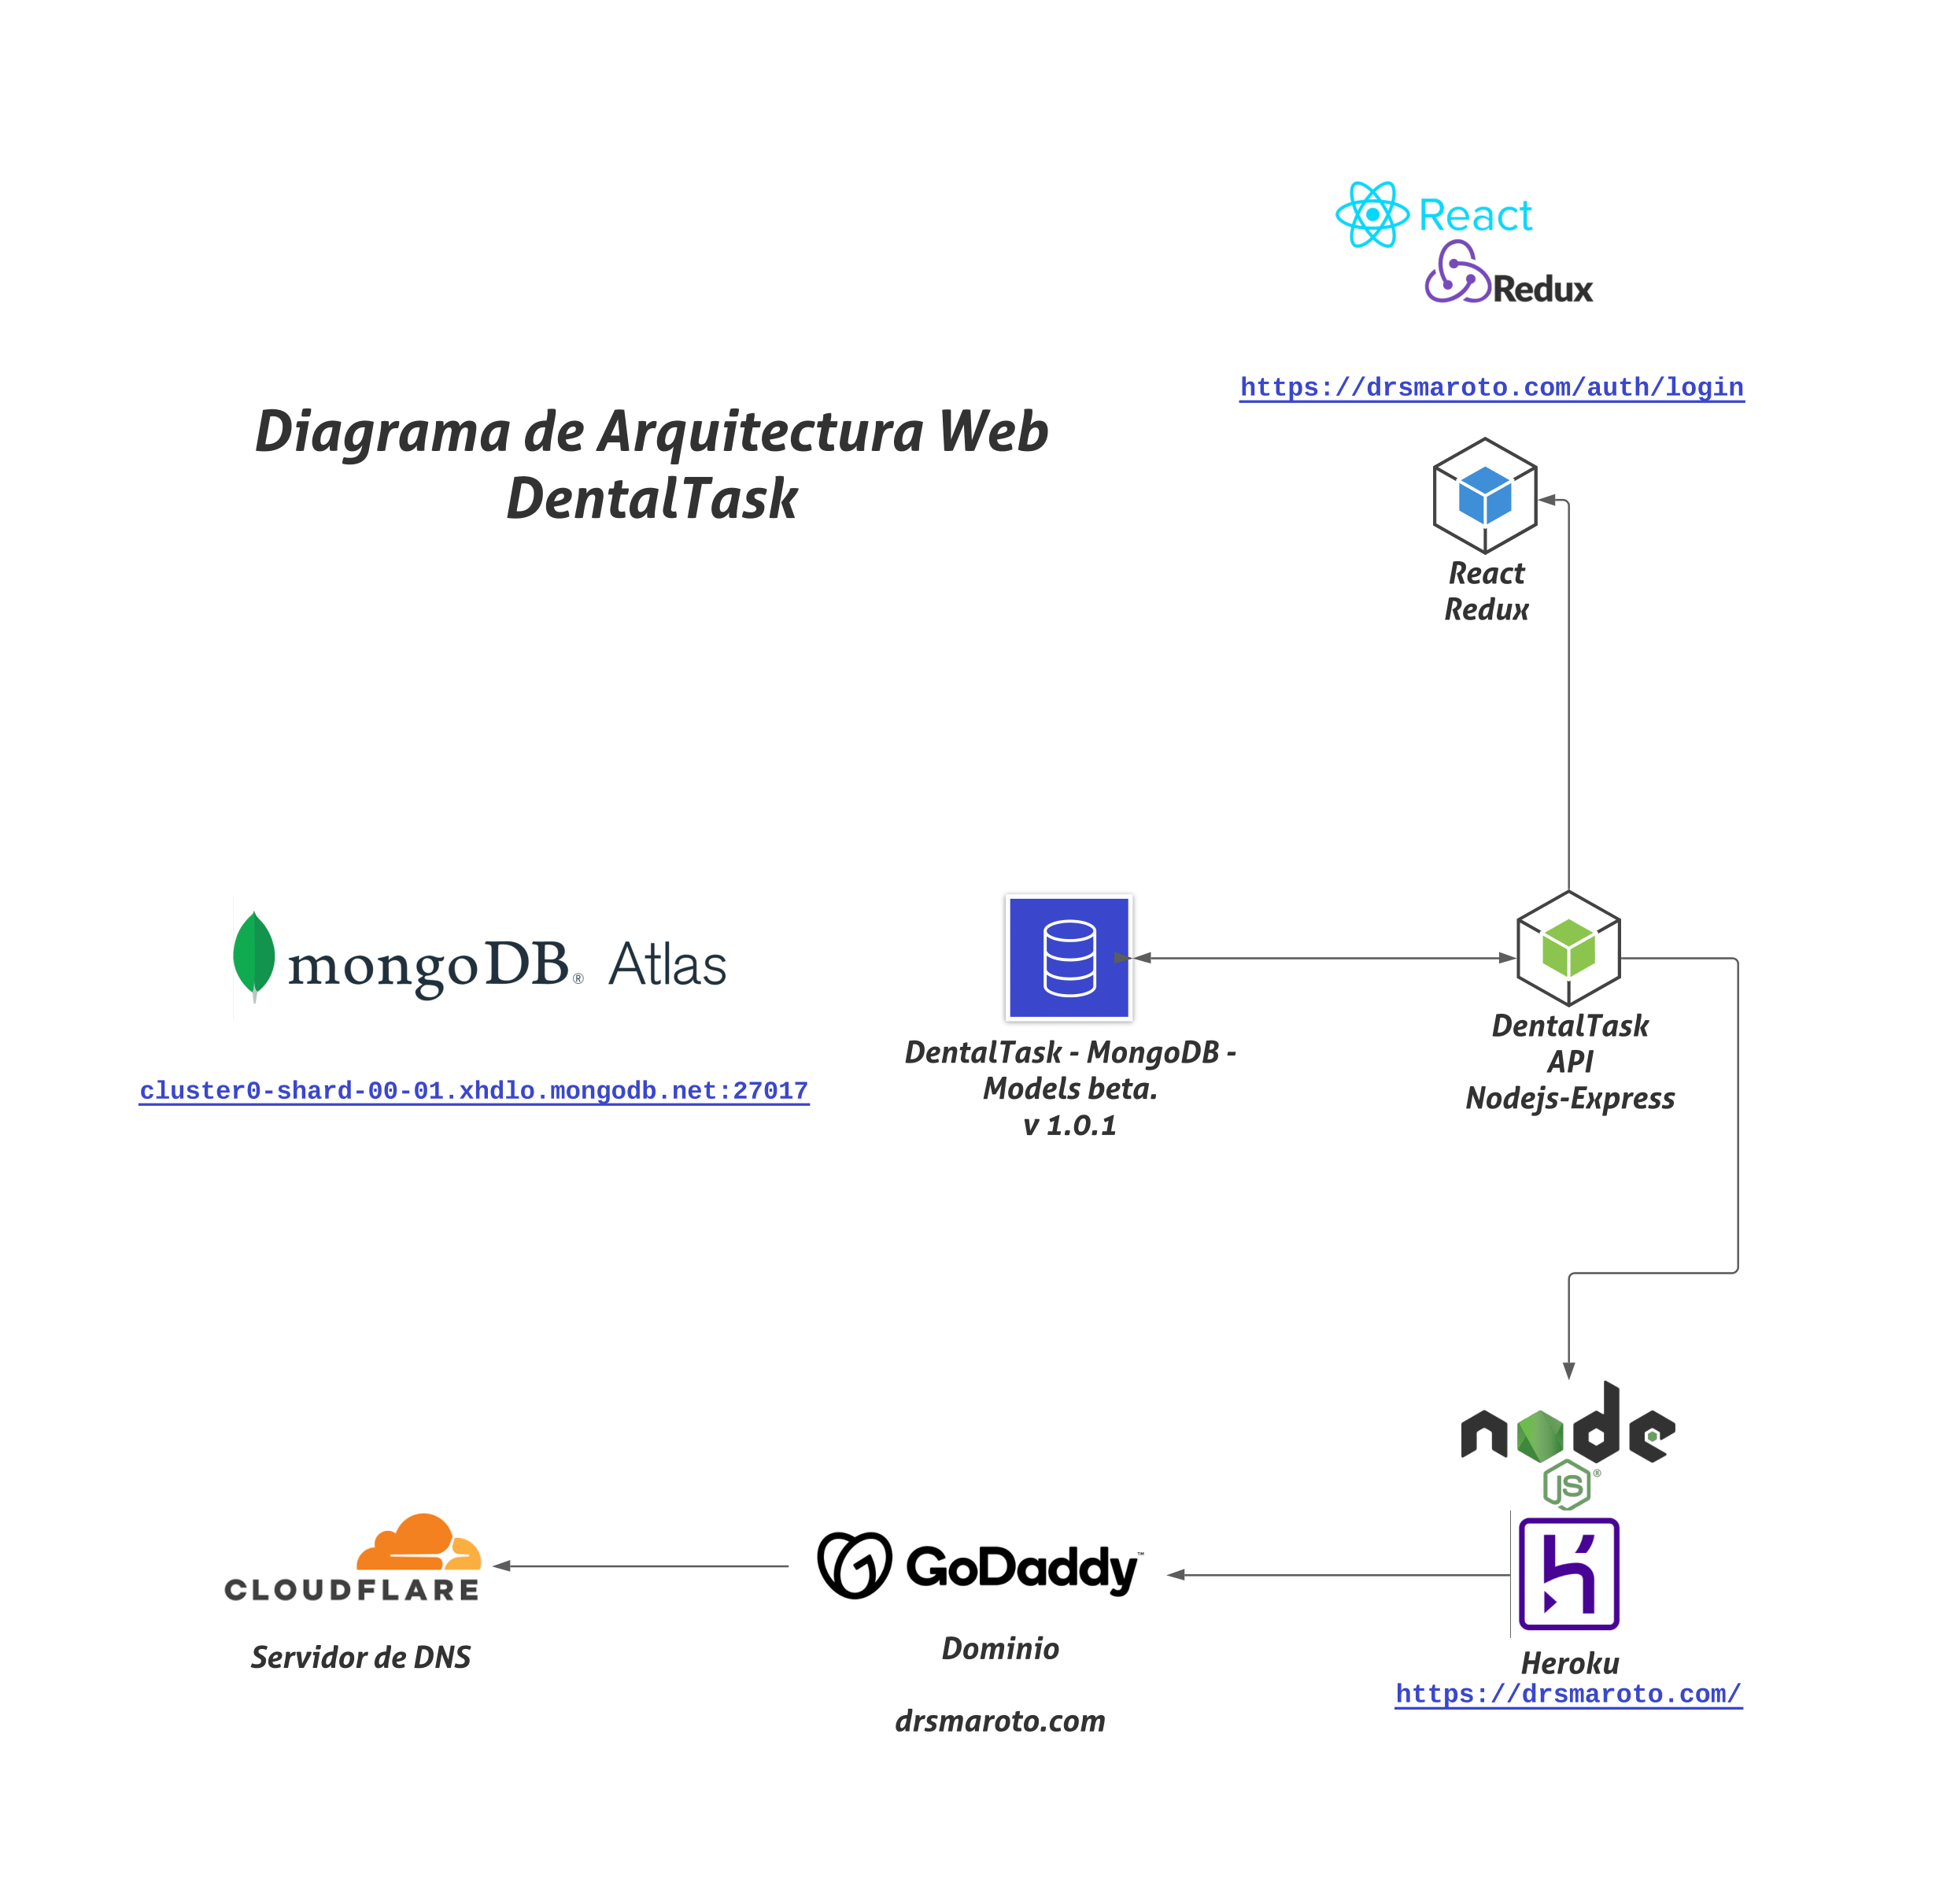 React
Redux
https://drsmaroto.com/auth/login
Diagrama de Arquitectura Web
DentalTask
React
Redux
mongoDB® Atlas
cluster0-shard-00-01.xhdlo.mongodb.net:27017
DentalTask - MongoDB -
Models beta.
v 1.0.1
DentalTask
API
Nodejs-Express
node
JS®
CLOUDFLARE
Servidor de DNS
GoDaddy™
Dominio
drsmaroto.com
Heroku
https://drsmaroto.com/